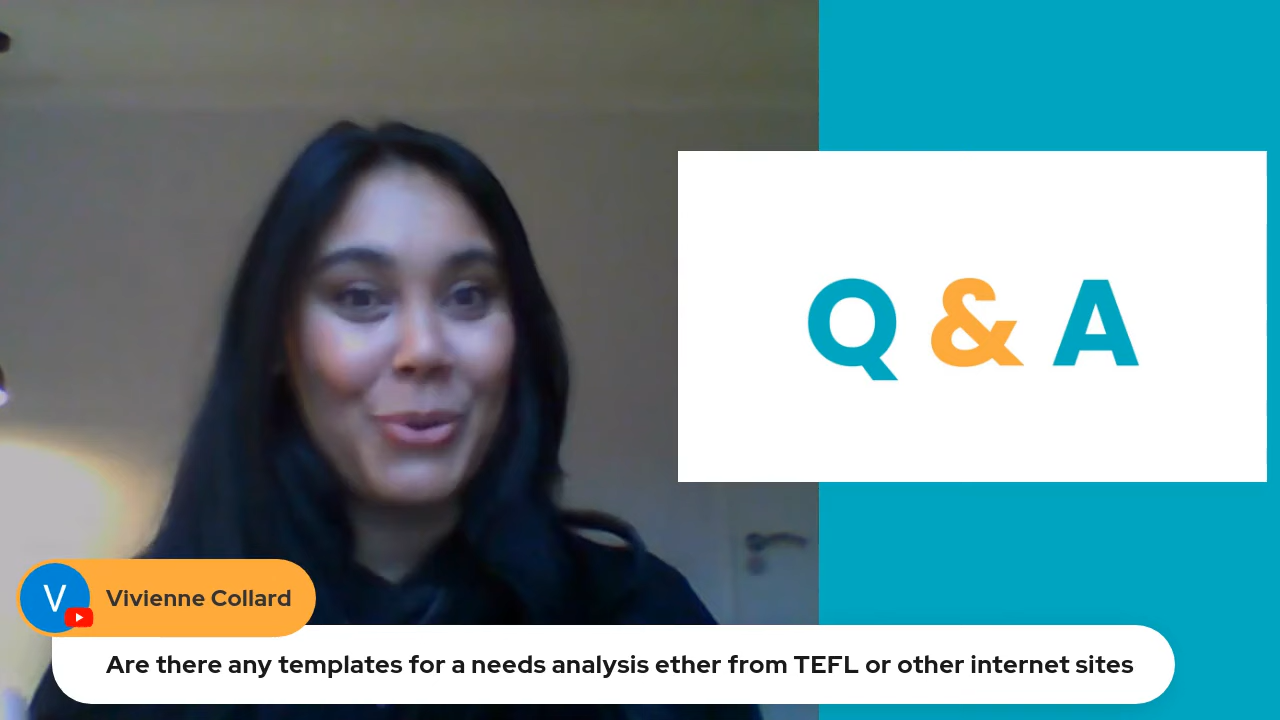 Q & A
V
Vivienne Collard
Are there any templates for a needs analysis ether from TEFL or other internet sites